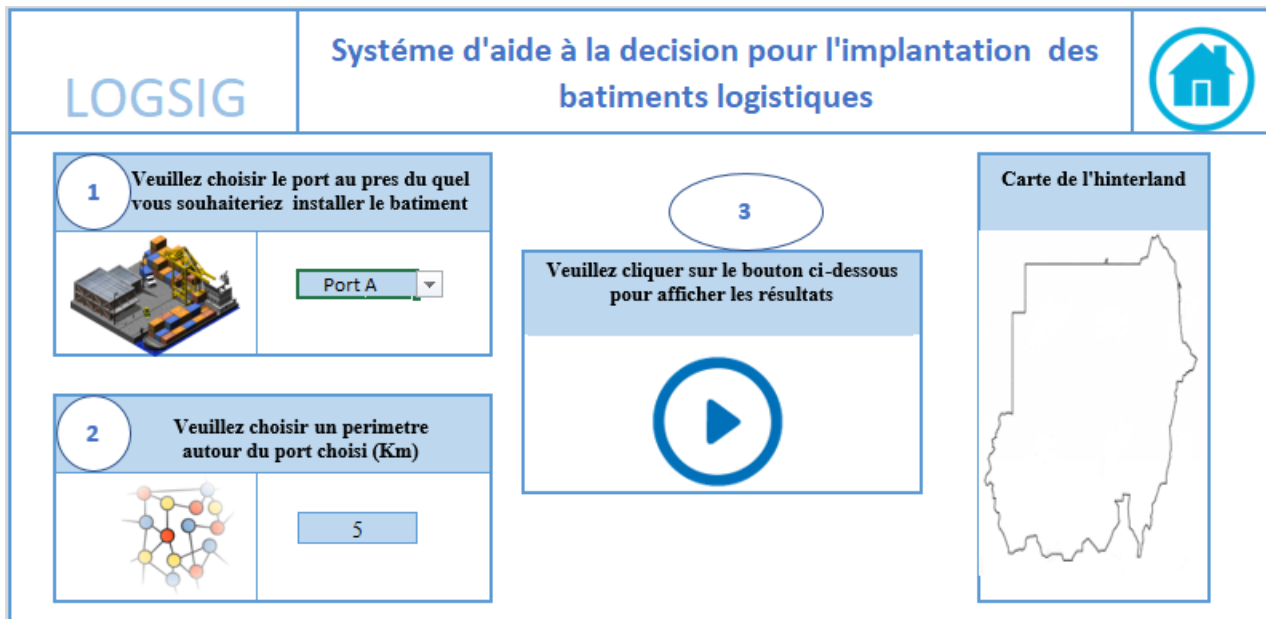 LOGSIG
Systéme d'aide à la decision pour l'implantation des
batiments logistiques
1
Veuillez choisir le port au pres du quel
vous souhaiteriez installer le batiment
Port A
2
Veuillez choisir un perimetre
autour du port choisi (Km)
5
3
Veuillez cliquer sur le bouton ci-dessous
pour afficher les résultats
Carte de l'hinterland